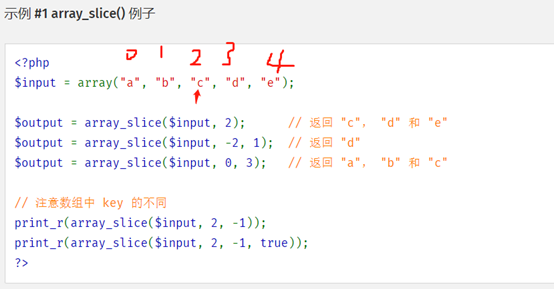 示例 #1 array_slice() 例子
0 1 2 3 4
<?php
$input = array("a", "b", "c", "d", "e");
$output = array_slice($input, 2);      // 返回 "c", "d" 和 "e"
$output = array_slice($input, -2, 1);  // 返回 "d"
$output = array_slice($input, 0, 3);   // 返回 "a", "b" 和 "c"
// 注意数组中 key 的不同
print_r(array_slice($input, 2, -1));
print_r(array_slice($input, 2, -1, true));
?>